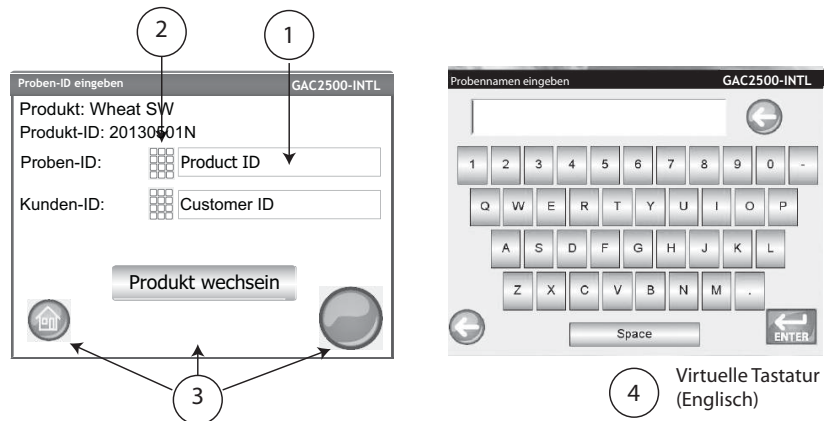 2
1
Proben-ID eingeben GAC2500-INTL
Produkt: Wheat SW
Produkt-ID: 20130501N
Proben-ID: Product ID
Kunden-ID: Customer ID
Produkt wechsein
3
Probennamen eingeben GAC2500-INTL
1 2 3 4 5 6 7 8 9 0 -
Q W E R T Y U I O P
A S D F G H J K L
Z X C V B N M .
Space ENTER
4 Virtuelle Tastatur
(Englisch)